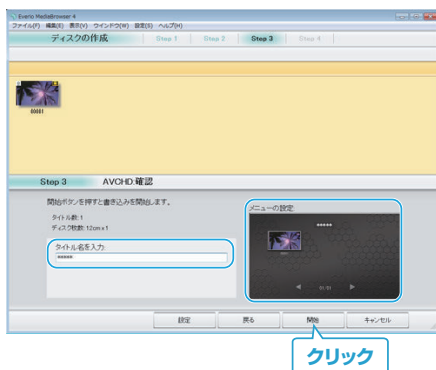 Everio MediaBrowser 4
ファイル(F) 編集(E) 表示(V) ウインドウ(W) 設定(S) ヘルプ(H)
ディスクの作成 Step 1 Step 2 Step 3 Step 4
00001
Step 3 AVCHD:確認
開始ボタンを押すと書き込みを開始します。
タイトル数: 1
ディスク枚数: 12cm x 1
タイトル名を入力:
*****
メニューの設定
*****
設定 戻る 開始 キャンセル
クリック